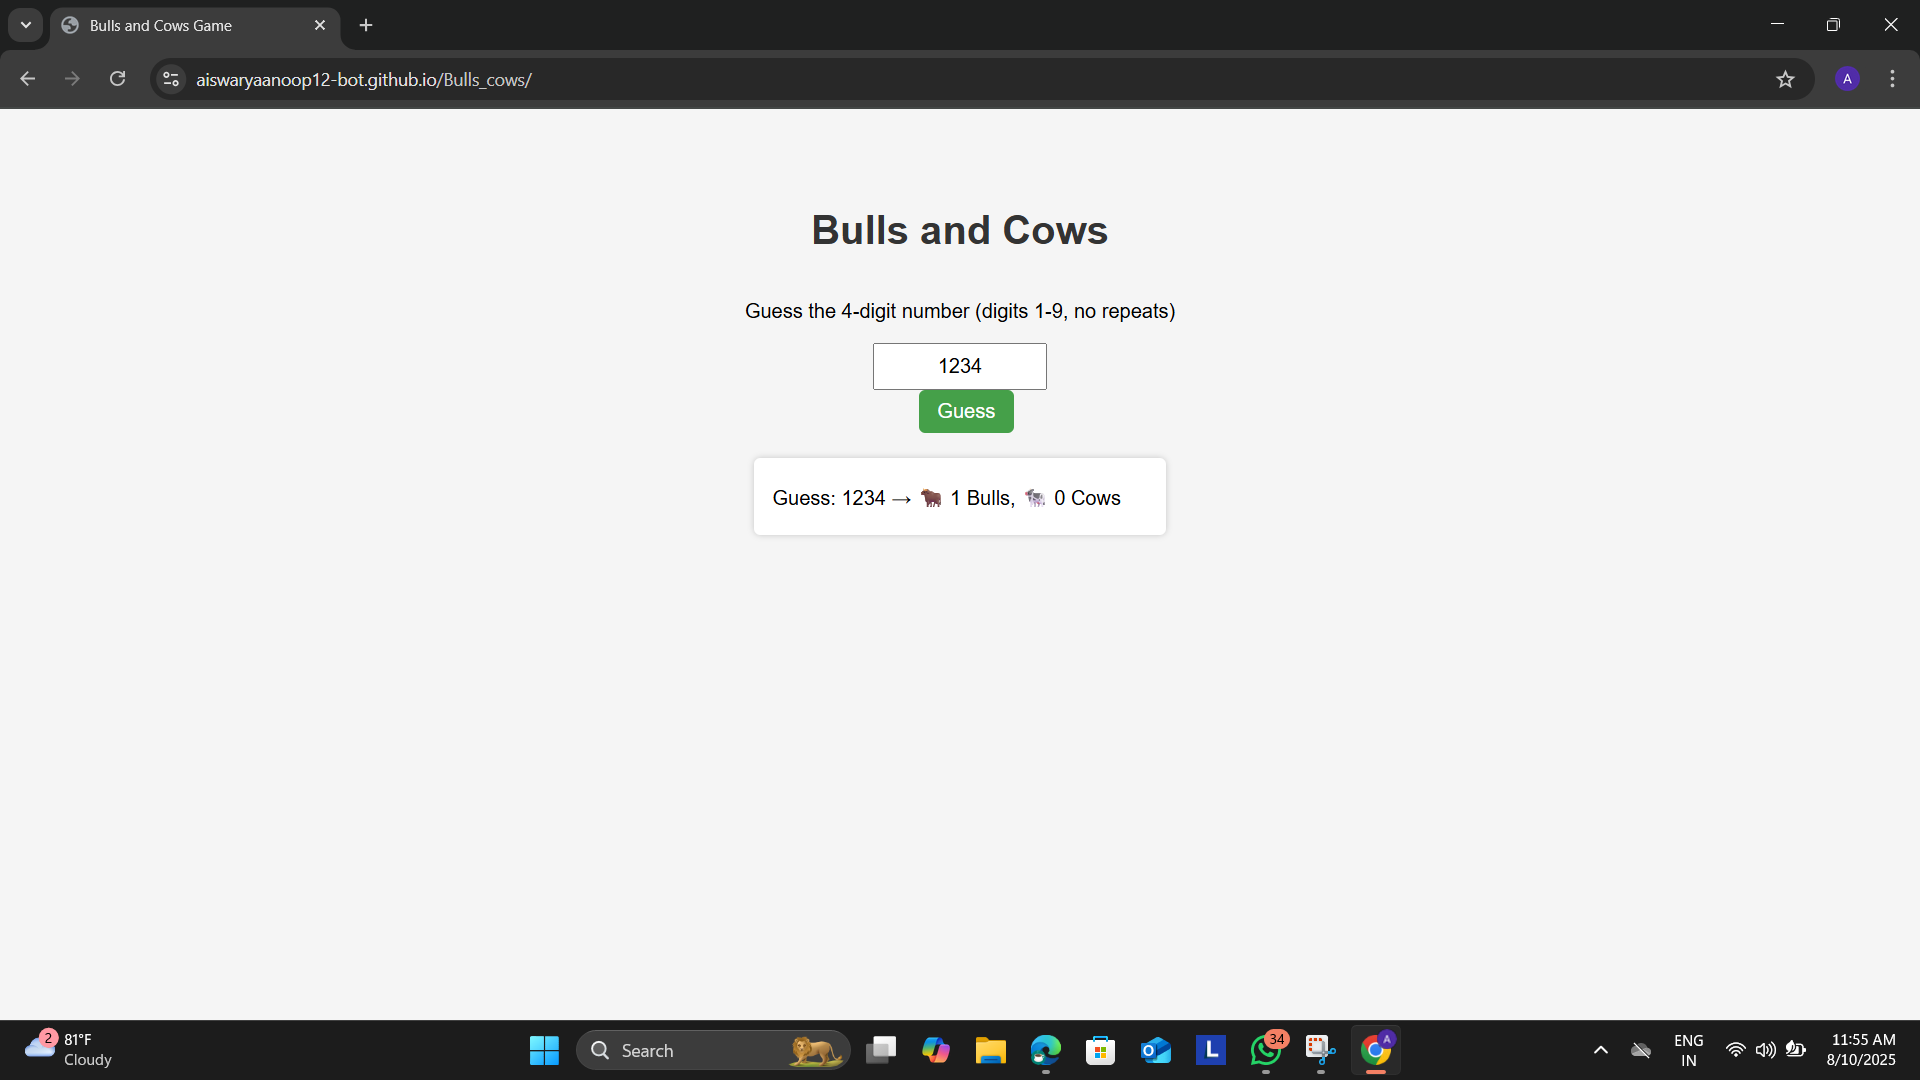 Bulls and Cows Game
aiswaryaanoop12-bot.github.io/Bulls_cows/
A
Bulls and Cows
Guess the 4-digit number (digits 1-9, no repeats)
1234
Guess
Guess: 1234 → 🐂 1 Bulls, 🐄 0 Cows
2
81°F
Cloudy
Search
L
34
A
ENG
IN
11:55 AM
8/10/2025